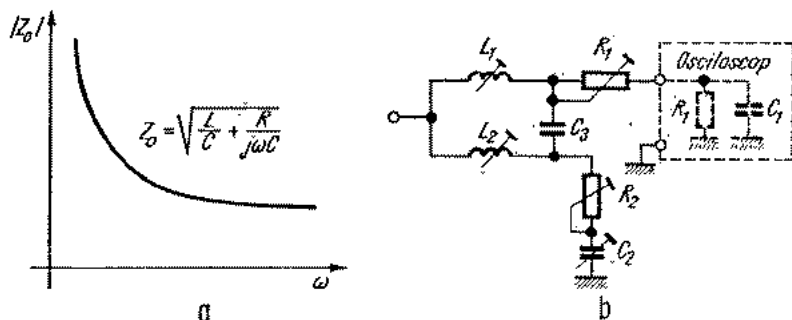 |Z₀|
Z₀ = √(L/C + R/jωC)
ω
a
L₁
R₁
Osciloscop
R₁
C₁
C₃
L₂
R₂
C₂
b